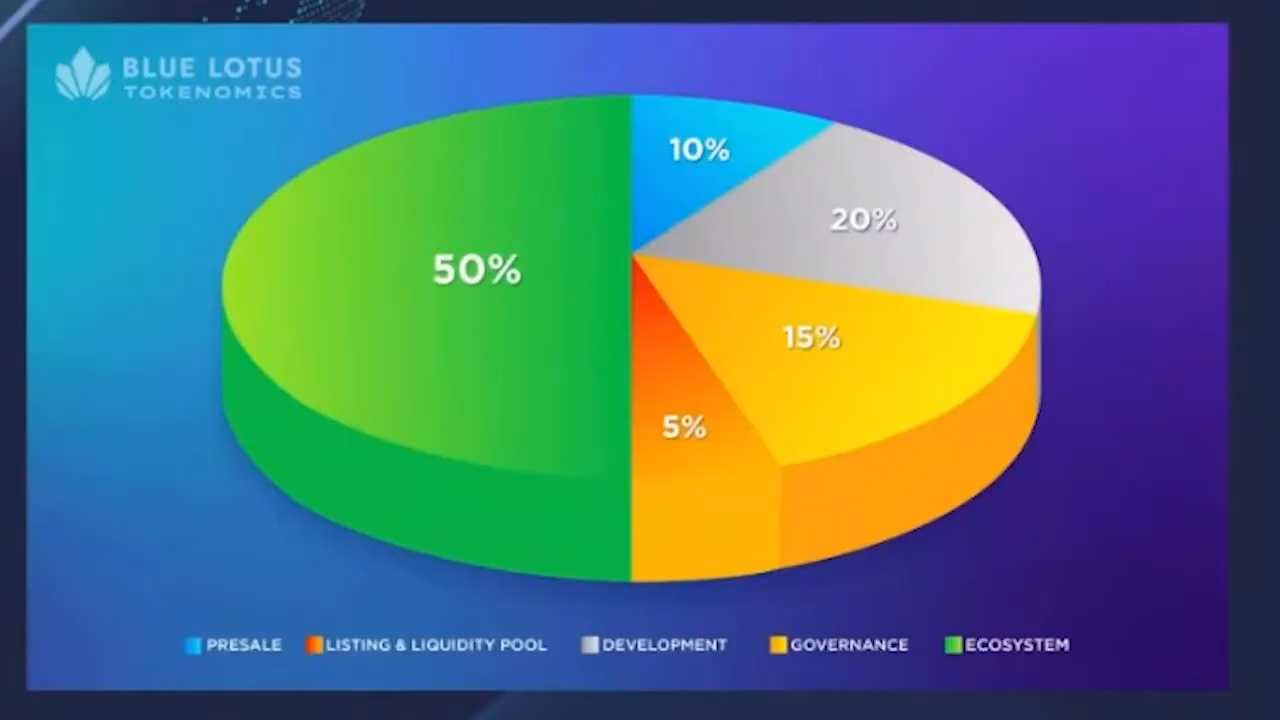 BLUE LOTUS
TOKENOMICS
10%
20%
50%
15%
5%
PRESALE
LISTING & LIQUIDITY POOL
DEVELOPMENT
GOVERNANCE
ECOSYSTEM